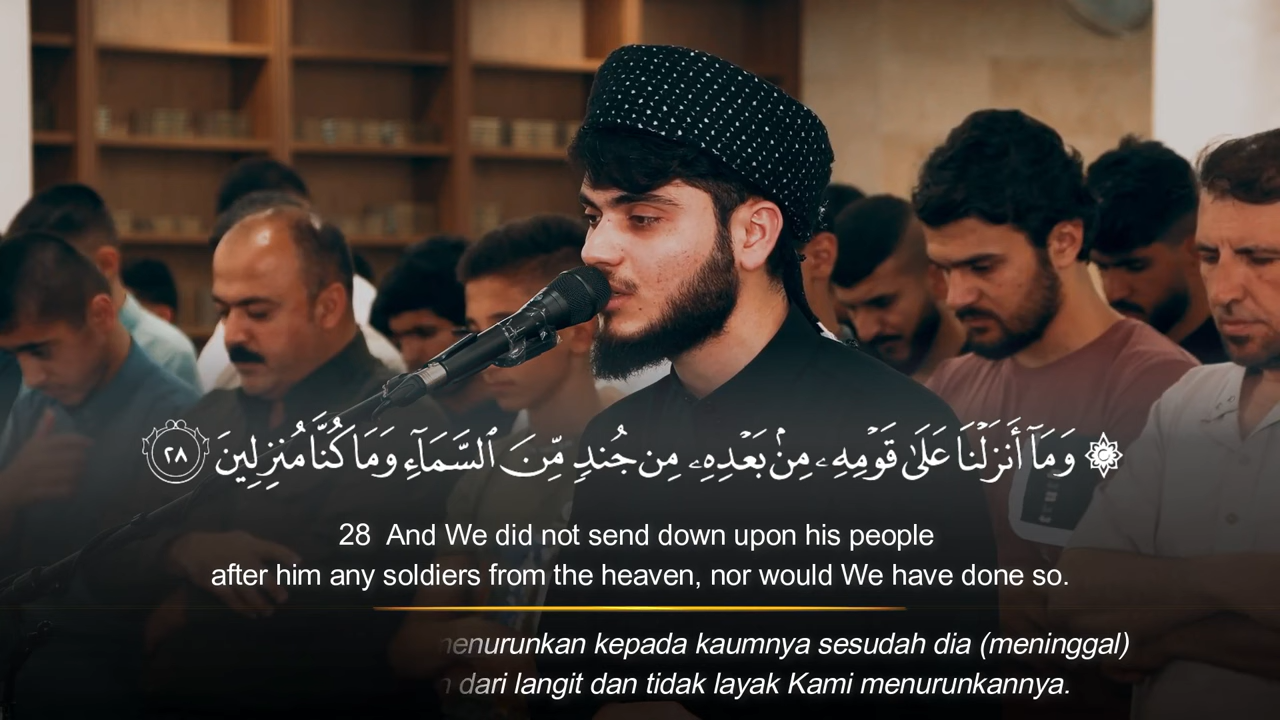 ۞ وَمَآ أَنزَلْنَا عَلَىٰ قَوْمِهِۦ مِنۢ بَعْدِهِۦ مِن جُندٍ مِّنَ ٱلسَّمَآءِ وَمَا كُنَّا مُنزِلِينَ ٢٨
28 And We did not send down upon his people
after him any soldiers from the heaven, nor would We have done so.
kepada kaumnya sesudah dia (meninggal)
dari langit dan tidak layak Kami menurunkannya.